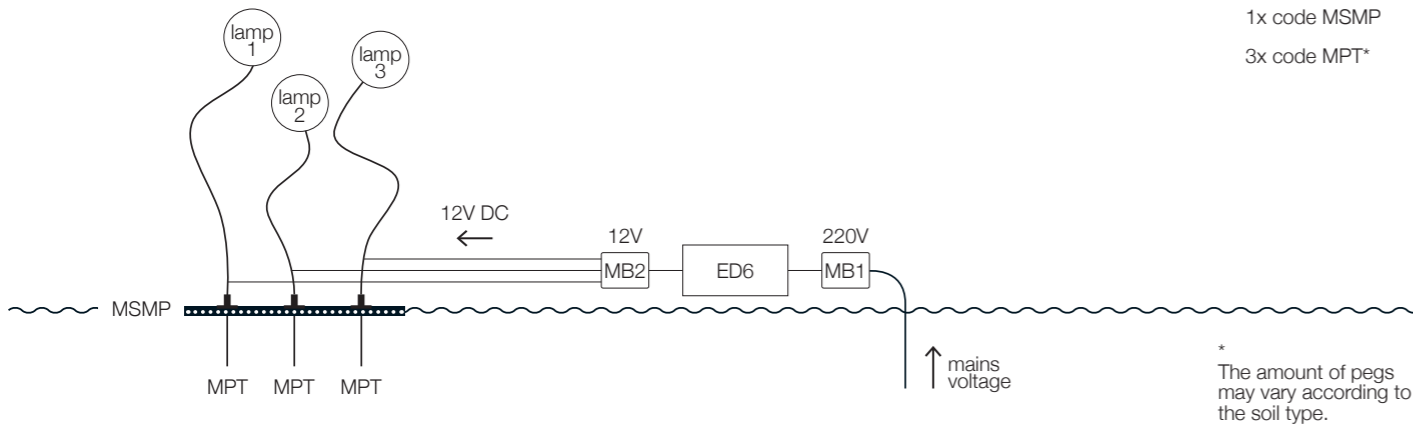 1x code MSMP
3x code MPT*
lamp
1
lamp
2
lamp
3
12V DC
12V
220V
MB2
ED6
MB1
MSMP
MPT
MPT
MPT
mains
voltage
*
The amount of pegs
may vary according to
the soil type.